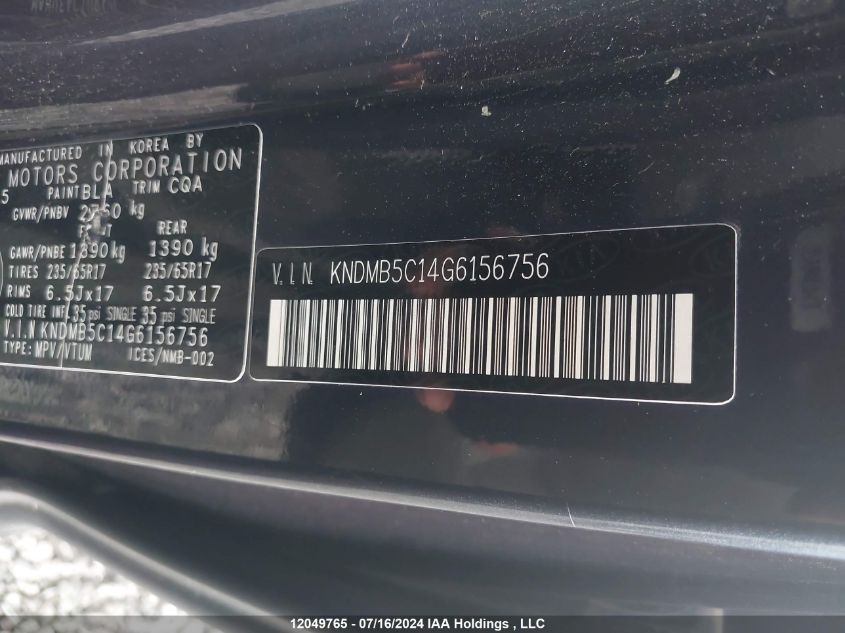 MANUFACTURED IN KOREA BY
MOTORS CORPORATION
5 PAINT BLA TRIM CQA
GVWR/PNBV kg
REAR
GAWR/PNBE 1390 kg 1390 kg
TIRES 235/65R17 235/65R17
RIMS 6.5Jx17 6.5Jx17
COLD TIRE INF. 35 psi SINGLE 35 psi SINGLE
V.I.N KNDMB5C14G6156756
TYPE: MPV/VTUM ICES/NMB-002
V.I.N. KNDMB5C14G6156756
12049765 - 07/16/2024 IAA Holdings , LLC